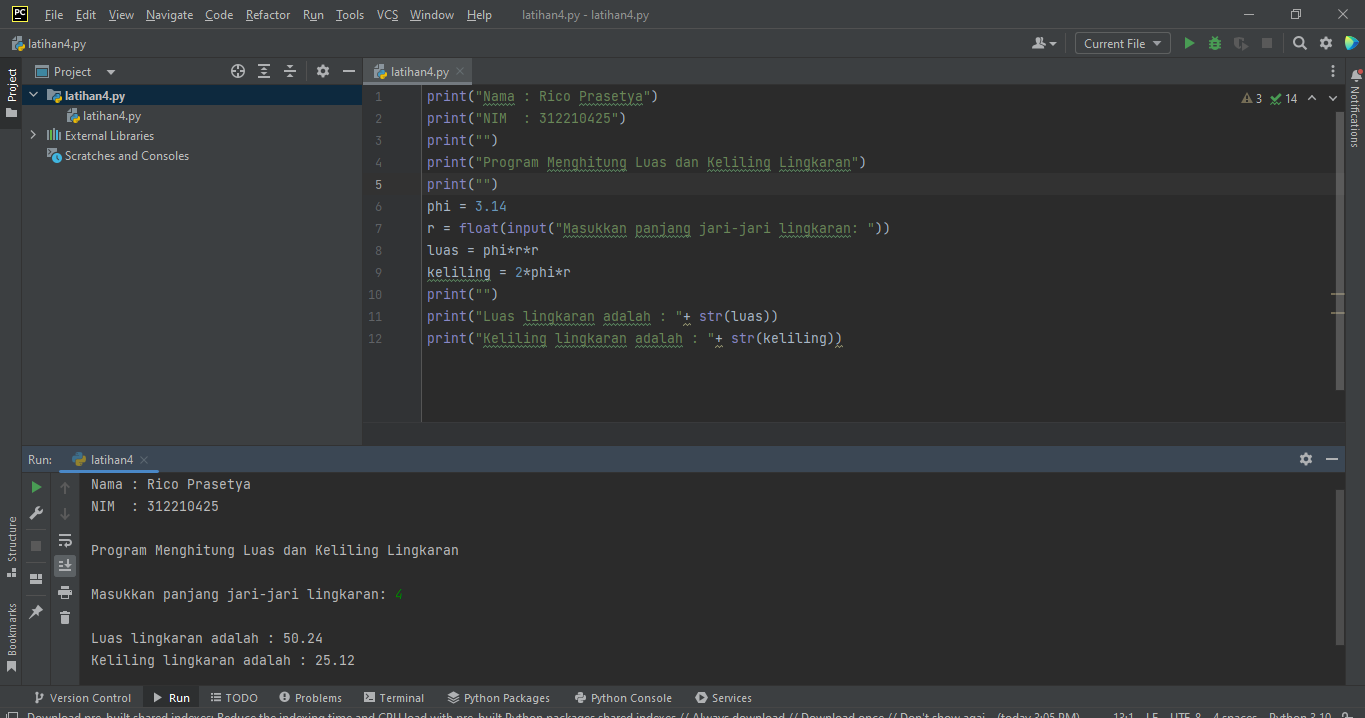 PC File Edit View Navigate Code Refactor Run Tools VCS Window Help latihan4.py - latihan4.py
latihan4.py Current File
Project latihan4.py
Project
latihan4.py
latihan4.py
External Libraries
Scratches and Consoles
3 14
Notifications
1 print("Nama : Rico Prasetya")
2 print("NIM  : 312210425")
3 print("")
4 print("Program Menghitung Luas dan Keliling Lingkaran")
5 print("")
6 phi = 3.14
7 r = float(input("Masukkan panjang jari-jari lingkaran: "))
8 luas = phi*r*r
9 keliling = 2*phi*r
10 print("")
11 print("Luas lingkaran adalah : "+ str(luas))
12 print("Keliling lingkaran adalah : "+ str(keliling))
Run: latihan4
Nama : Rico Prasetya
NIM  : 312210425
Program Menghitung Luas dan Keliling Lingkaran
Masukkan panjang jari-jari lingkaran: 4
Luas lingkaran adalah : 50.24
Keliling lingkaran adalah : 25.12
Structure
Bookmarks
Version Control Run TODO Problems Terminal Python Packages Python Console Services
Download pre-built shared indexes: Reduce the indexing time and CPU load with pre-built Python packages shared indexes // Always download // Download once // Don't show agai... (today 3:05 PM) 13:1 LF UTF-8 4 spaces Python 3.10